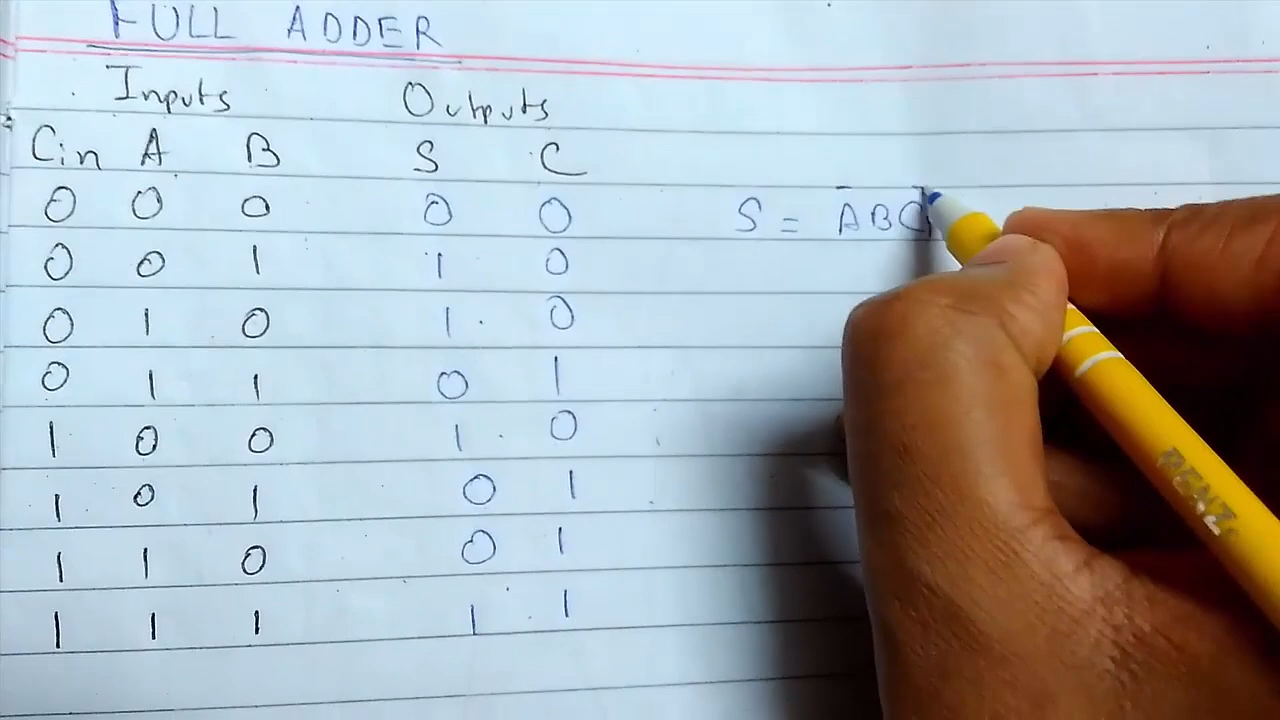 FULL ADDER
Inputs Outputs
Cin A B S C
0 0 0 0 0
0 0 1 1 0
0 1 0 1 0
0 1 1 0 1
1 0 0 1 0
1 0 1 0 1
1 1 0 0 1
1 1 1 1 1
S = A̅BC